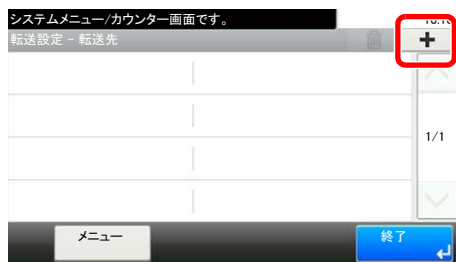 システムメニュー/カウンター画面です。
転送設定 - 転送先
+
1/1
メニュー
終了